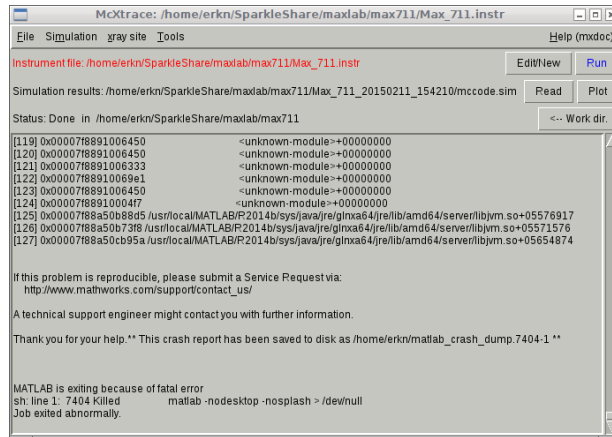 McXtrace: /home/erkn/SparkleShare/maxlab/max711/Max_711.instr
File Simulation xray site Tools Help (mxdoc)
Instrument file: /home/erkn/SparkleShare/maxlab/max711/Max_711.instr Edit/New Run
Simulation results: /home/erkn/SparkleShare/maxlab/max711/Max_711_20150211_154210/mccode.sim Read Plot
Status: Done in /home/erkn/SparkleShare/maxlab/max711 <-- Work dir.
[119] 0x00007f8891006450 <unknown-module>+00000000
[120] 0x00007f8891006450 <unknown-module>+00000000
[121] 0x00007f8891006333 <unknown-module>+00000000
[122] 0x00007f88910069e1 <unknown-module>+00000000
[123] 0x00007f8891006450 <unknown-module>+00000000
[124] 0x00007f88910004f7 <unknown-module>+00000000
[125] 0x00007f88a50b88d5 /usr/local/MATLAB/R2014b/sys/java/jre/glnxa64/jre/lib/amd64/server/libjvm.so+05576917
[126] 0x00007f88a50b73f8 /usr/local/MATLAB/R2014b/sys/java/jre/glnxa64/jre/lib/amd64/server/libjvm.so+05571576
[127] 0x00007f88a50cb95a /usr/local/MATLAB/R2014b/sys/java/jre/glnxa64/jre/lib/amd64/server/libjvm.so+05654874
If this problem is reproducible, please submit a Service Request via:
http://www.mathworks.com/support/contact_us/
A technical support engineer might contact you with further information.
Thank you for your help.** This crash report has been saved to disk as /home/erkn/matlab_crash_dump.7404-1 **
MATLAB is exiting because of fatal error
sh: line 1: 7404 Killed matlab -nodesktop -nosplash > /dev/null
Job exited abnormally.